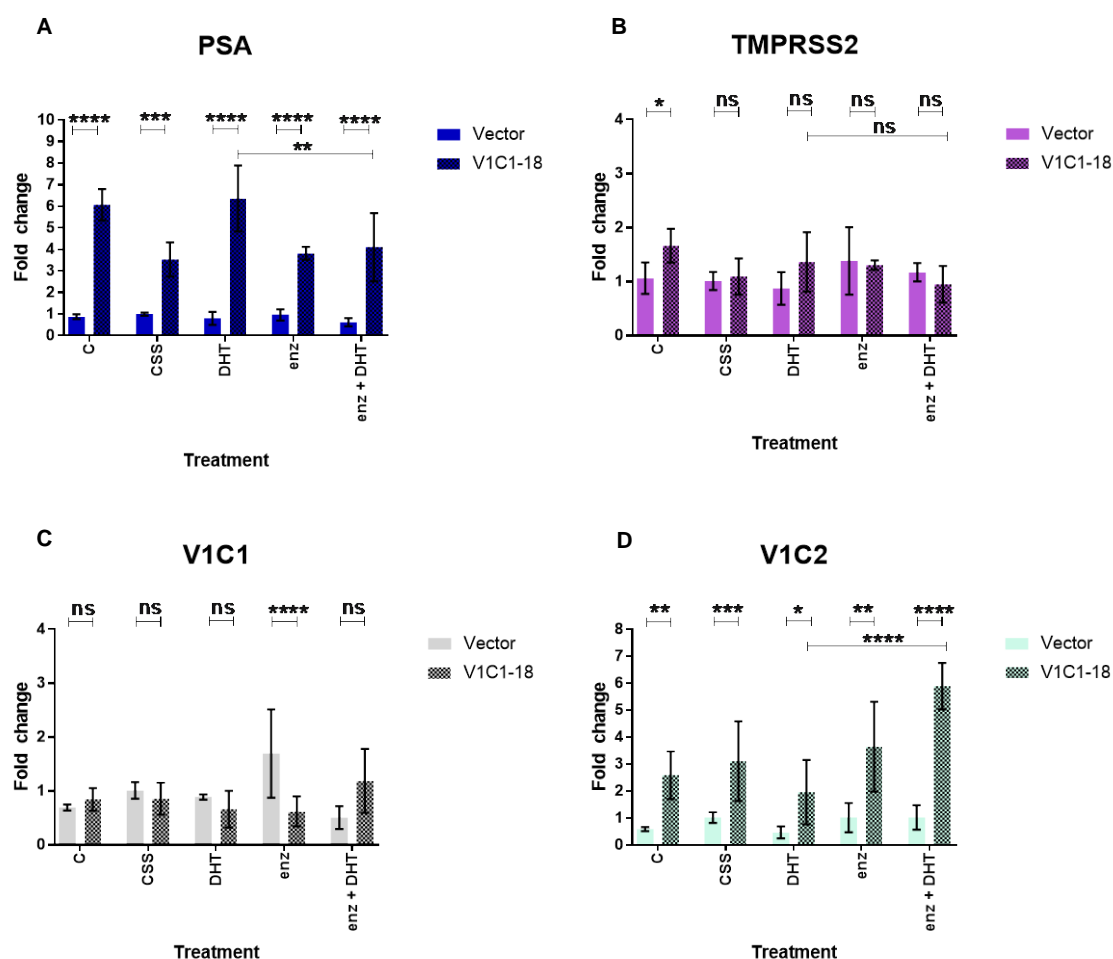 A
PSA
**** *** **** **** ****
**
10
9
8
7
6
5
4
3
2
1
0
Fold change
C
CSS
DHT
enz
enz + DHT
Treatment
Vector
V1C1-18
B
TMPRSS2
* ns ns ns ns
ns
4
3
2
1
0
Fold change
C
CSS
DHT
enz
enz + DHT
Treatment
Vector
V1C1-18
C
V1C1
ns ns ns **** ns
4
3
2
1
0
Fold change
C
CSS
DHT
enz
enz + DHT
Treatment
Vector
V1C1-18
D
V1C2
** *** * ** ****
****
8
7
6
5
4
3
2
1
0
Fold change
C
CSS
DHT
enz
enz + DHT
Treatment
Vector
V1C1-18